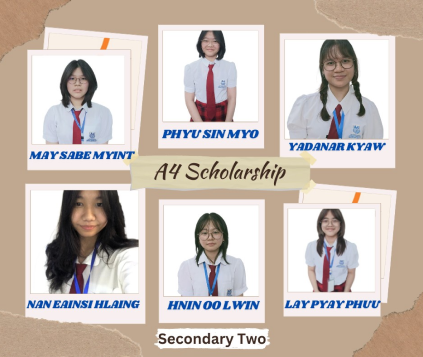 PHYU SIN MYO
YADANAR KYAW
MAY SABE MYINT
A4 Scholarship
NAN EAINSI HLAING
HNIN OO LWIN
LAY PYAY PHUU
Secondary Two